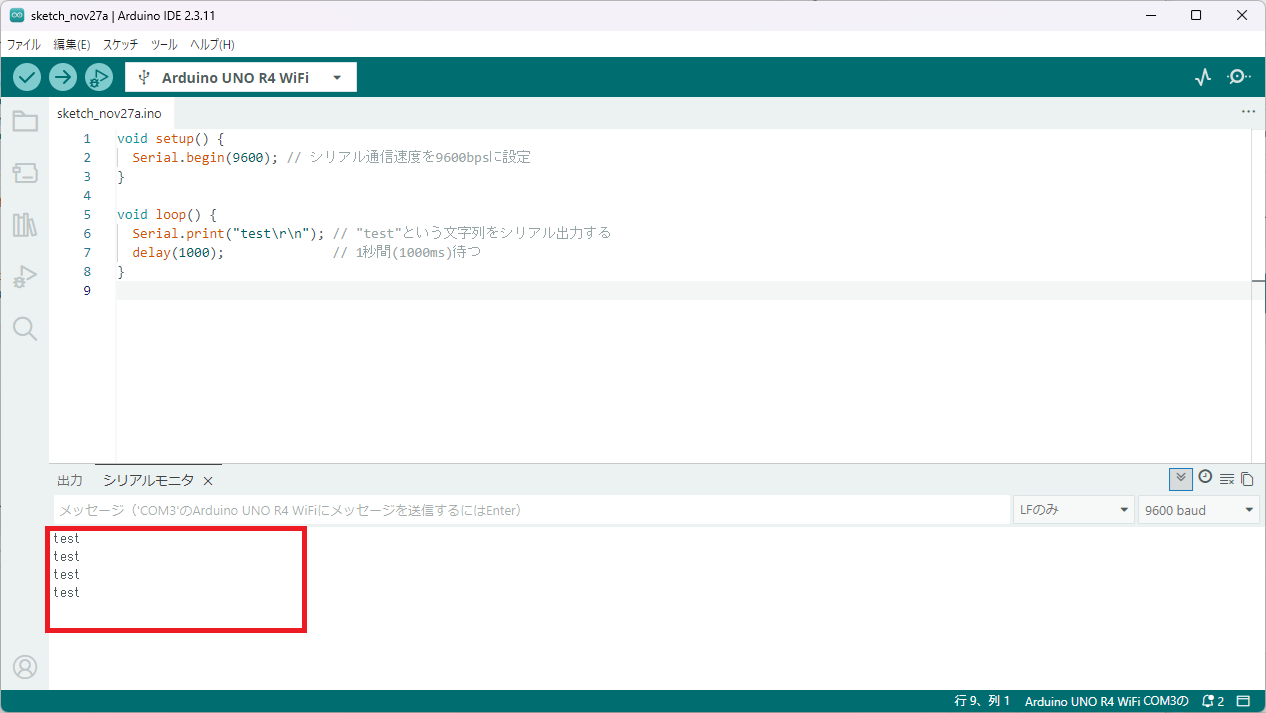 sketch_nov27a | Arduino IDE 2.3.11
ファイル 編集(E) スケッチ ツール ヘルプ(H)
Arduino UNO R4 WiFi
sketch_nov27a.ino
1 void setup() {
2   Serial.begin(9600); // シリアル通信速度を9600bpsに設定
3 }
4
5 void loop() {
6   Serial.print("test\r\n"); // "test"という文字列をシリアル出力する
7   delay(1000);              // 1秒間(1000ms)待つ
8 }
9
出力 シリアルモニタ
メッセージ（'COM3'のArduino UNO R4 WiFiにメッセージを送信するにはEnter） LFのみ 9600 baud
test
test
test
test
行 9、列 1 Arduino UNO R4 WiFi COM3の 2